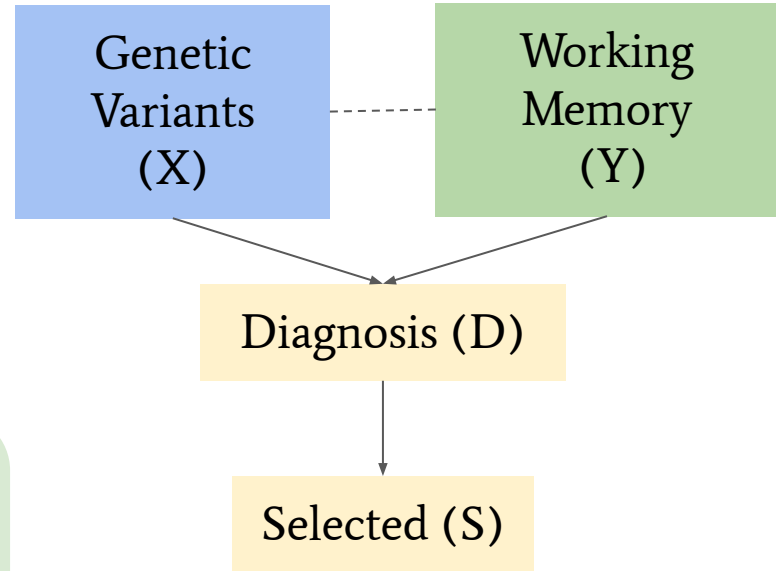 Genetic
Variants
(X)
Working
Memory
(Y)
Diagnosis (D)
Selected (S)